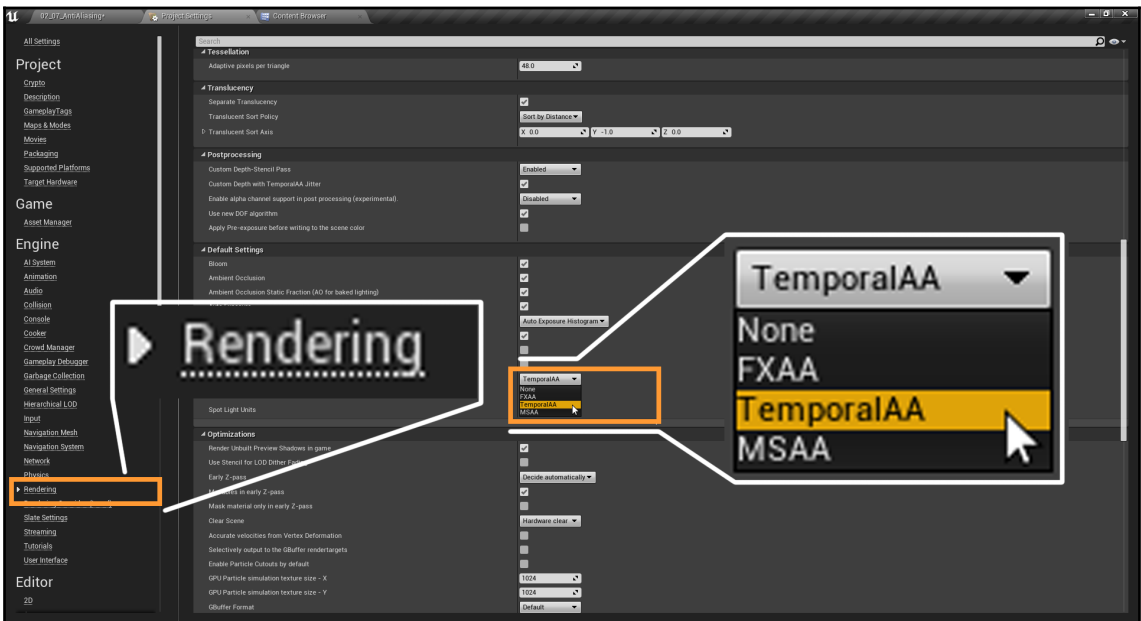 02_07_AntiAliasing•
Project Settings
Content Browser
All Settings
Project
Crypto
Description
GameplayTags
Maps & Modes
Movies
Packaging
Supported Platforms
Target Hardware
Game
Asset Manager
Engine
AI System
Animation
Audio
Collision
Console
Cooker
Crowd Manager
Gameplay Debugger
Garbage Collection
General Settings
Hierarchical LOD
Input
Navigation Mesh
Navigation System
Network
Physics
Rendering
Slate Settings
Streaming
Tutorials
User Interface
Editor
2D
Search
Tessellation
Adaptive pixels per triangle 48.0
Translucency
Separate Translucency
Translucent Sort Policy Sort by Distance
Translucent Sort Axis X 0.0 Y -1.0 Z 0.0
Postprocessing
Custom Depth-Stencil Pass Enabled
Custom Depth with TemporalAA Jitter
Enable alpha channel support in post processing (experimental). Disabled
Use new DOF algorithm
Apply Pre-exposure before writing to the scene color
Default Settings
Bloom
Ambient Occlusion
Ambient Occlusion Static Fraction (AO for baked lighting)
Auto Exposure Histogram
TemporalAA
None
FXAA
TemporalAA
MSAA
Spot Light Units
Optimizations
Render Unbuilt Preview Shadows in game
Use Stencil for LOD Dither
Early Z-pass Decide automatically
in early Z-pass
Mask material only in early Z-pass
Clear Scene Hardware clear
Accurate velocities from Vertex Deformation
Selectively output to the GBuffer rendertargets
Enable Particle Cutouts by default
GPU Particle simulation texture size - X 1024
GPU Particle simulation texture size - Y 1024
GBuffer Format Default
Rendering
TemporalAA
None
FXAA
TemporalAA
MSAA